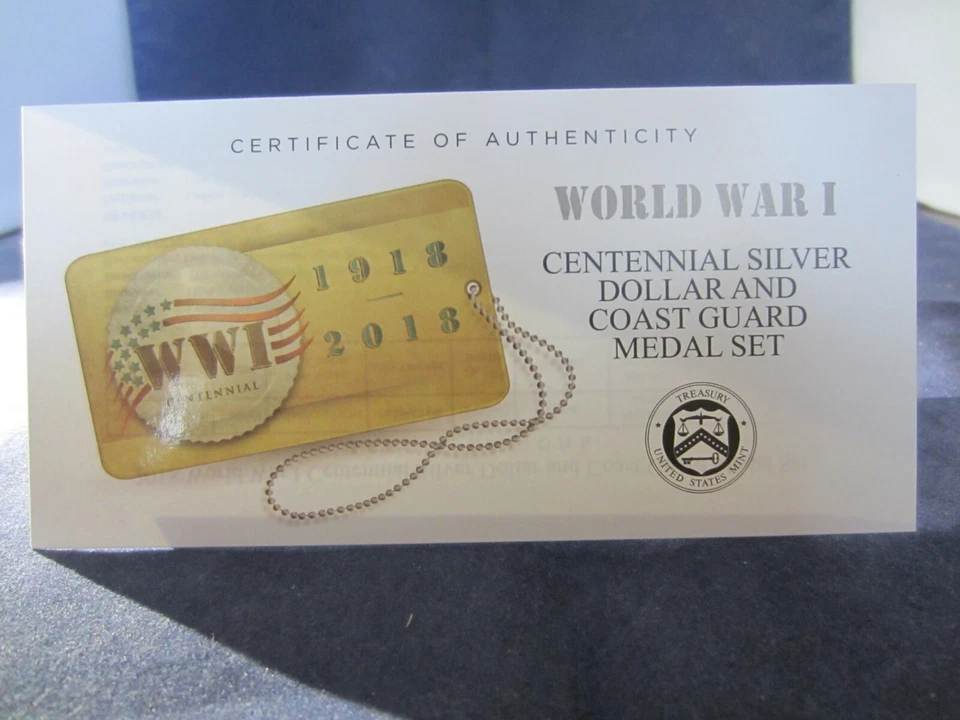 CERTIFICATE OF AUTHENTICITY
WORLD WAR I
CENTENNIAL SILVER
DOLLAR AND
COAST GUARD
MEDAL SET
1918
2018
WWI
CENTENNIAL
TREASURY
UNITED STATES MINT